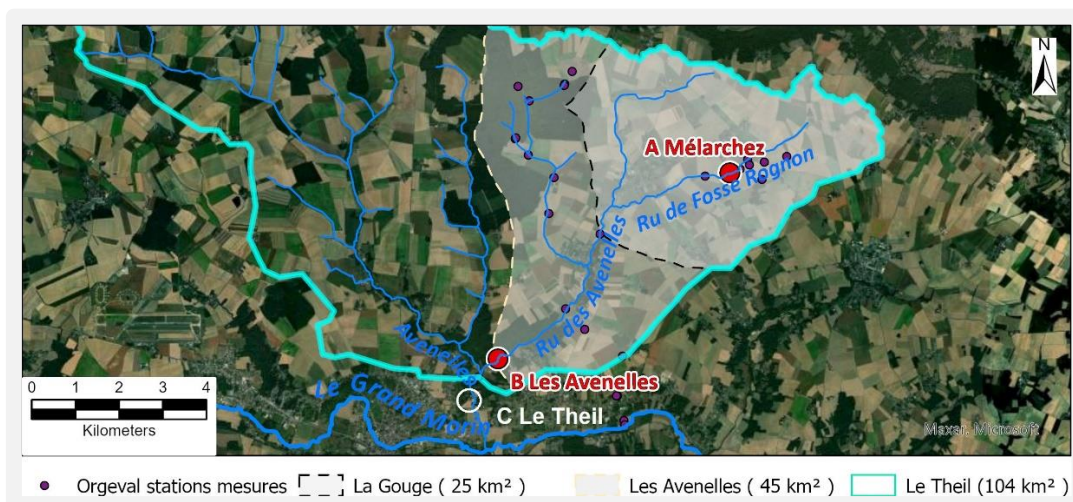 N
A Mélarchez
Ru de Fosse Rognon
Ru des Avenelles
Avenelles
B Les Avenelles
Le Grand Morin
C Le Theil
0 1 2 3 4
Kilometers
Maxar, Microsoft
Orgeval stations mesures La Gouge ( 25 km² ) Les Avenelles ( 45 km² ) Le Theil (104 km²)